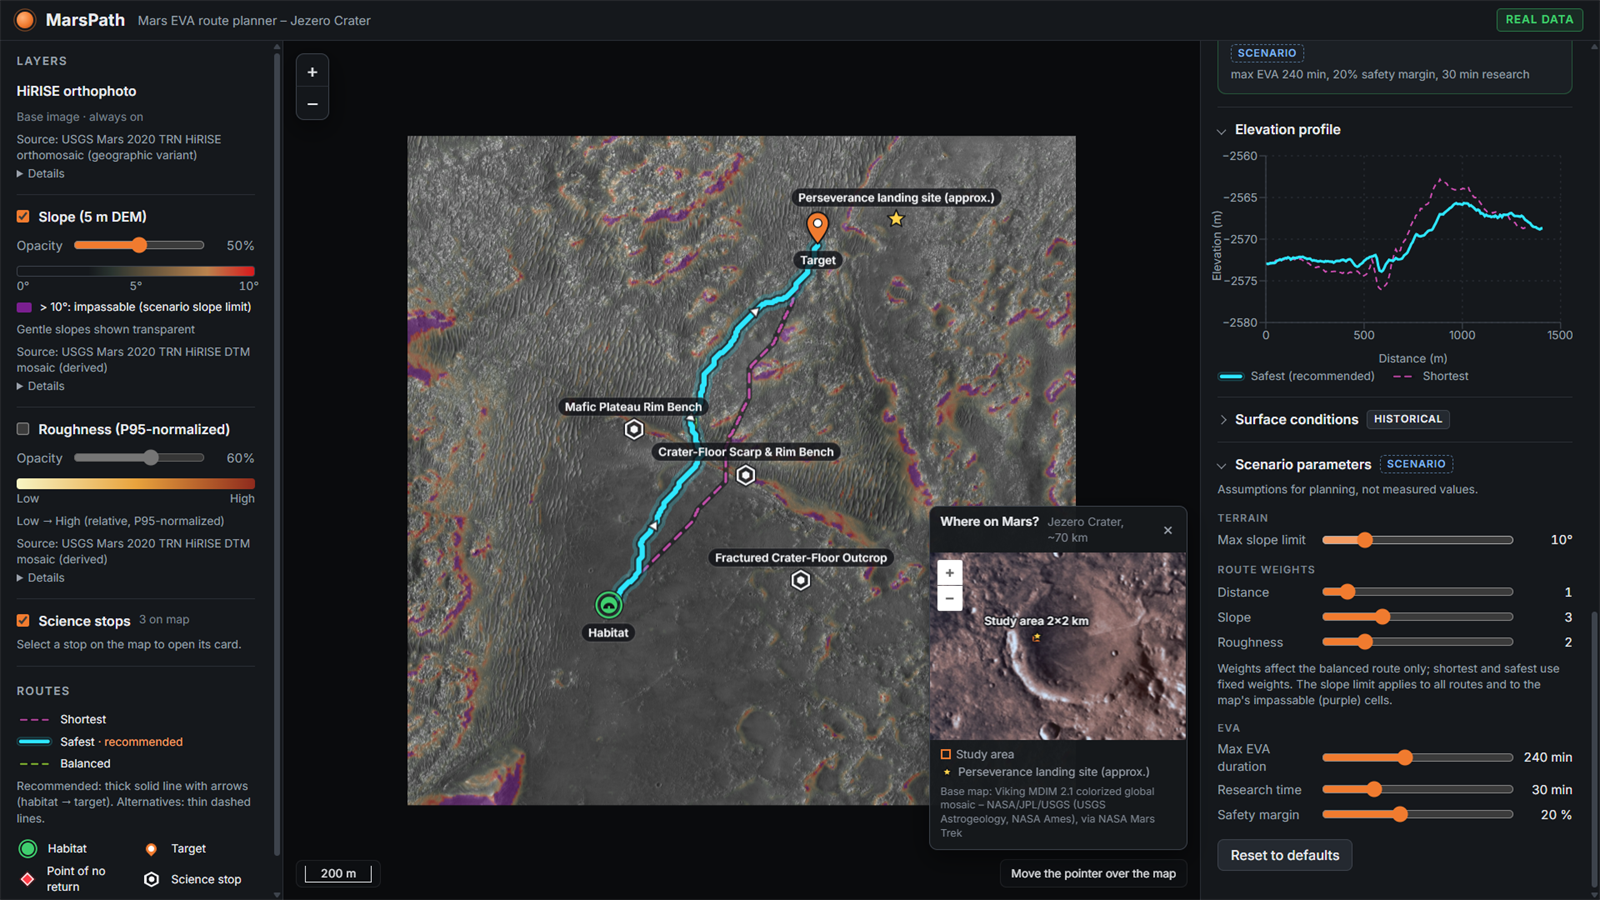 MarsPath
Mars EVA route planner – Jezero Crater
REAL DATA
LAYERS
HiRISE orthophoto
Base image · always on
Source: USGS Mars 2020 TRN HiRISE
orthomosaic (geographic variant)
▶ Details
Slope (5 m DEM)
Opacity 50%
0° 5° 10°
> 10°: impassable (scenario slope limit)
Gentle slopes shown transparent
Source: USGS Mars 2020 TRN HiRISE DTM
mosaic (derived)
▶ Details
Roughness (P95-normalized)
Opacity 60%
Low High
Low → High (relative, P95-normalized)
Source: USGS Mars 2020 TRN HiRISE DTM
mosaic (derived)
▶ Details
Science stops 3 on map
Select a stop on the map to open its card.
ROUTES
Shortest
Safest · recommended
Balanced
Recommended: thick solid line with arrows
(habitat → target). Alternatives: thin dashed
lines.
Habitat Target
Point of no
return
Science stop
+
−
Perseverance landing site (approx.)
Target
Mafic Plateau Rim Bench
Crater-Floor Scarp & Rim Bench
Fractured Crater-Floor Outcrop
Habitat
200 m
Where on Mars? Jezero Crater,
~70 km
×
+
−
Study area 2×2 km
Study area
Perseverance landing site (approx.)
Base map: Viking MDIM 2.1 colorized global
mosaic – NASA/JPL/USGS (USGS
Astrogeology, NASA Ames), via NASA Mars
Trek
Move the pointer over the map
SCENARIO
max EVA 240 min, 20% safety margin, 30 min research
Elevation profile
−2560
−2565
−2570
−2575
−2580
Elevation (m)
0 500 1000 1500
Distance (m)
Safest (recommended) Shortest
Surface conditions HISTORICAL
Scenario parameters SCENARIO
Assumptions for planning, not measured values.
TERRAIN
Max slope limit 10°
ROUTE WEIGHTS
Distance 1
Slope 3
Roughness 2
Weights affect the balanced route only; shortest and safest use
fixed weights. The slope limit applies to all routes and to the
map's impassable (purple) cells.
EVA
Max EVA
duration
240 min
Research time 30 min
Safety margin 20 %
Reset to defaults